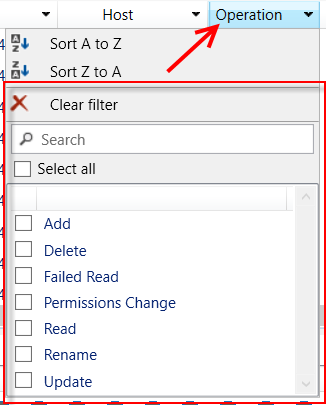 Host Operation
Sort A to Z
Sort Z to A
Clear filter
Search
Select all
Add
Delete
Failed Read
Permissions Change
Read
Rename
Update